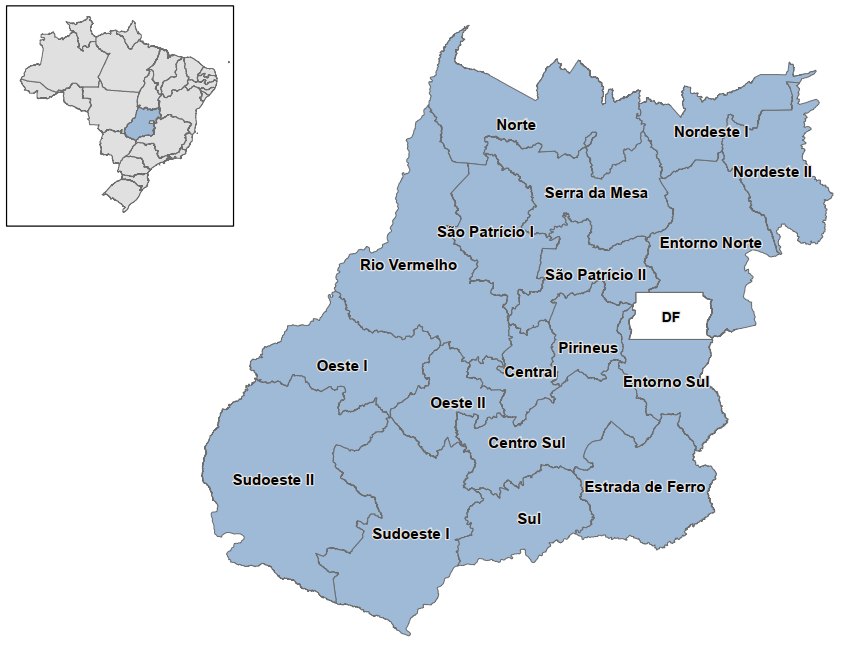 Norte
Nordeste I
Nordeste II
Serra da Mesa
São Patrício I
Entorno Norte
Rio Vermelho
São Patrício II
DF
Pirineus
Oeste I
Central
Entorno Sul
Oeste II
Centro Sul
Sudoeste II
Estrada de Ferro
Sul
Sudoeste I